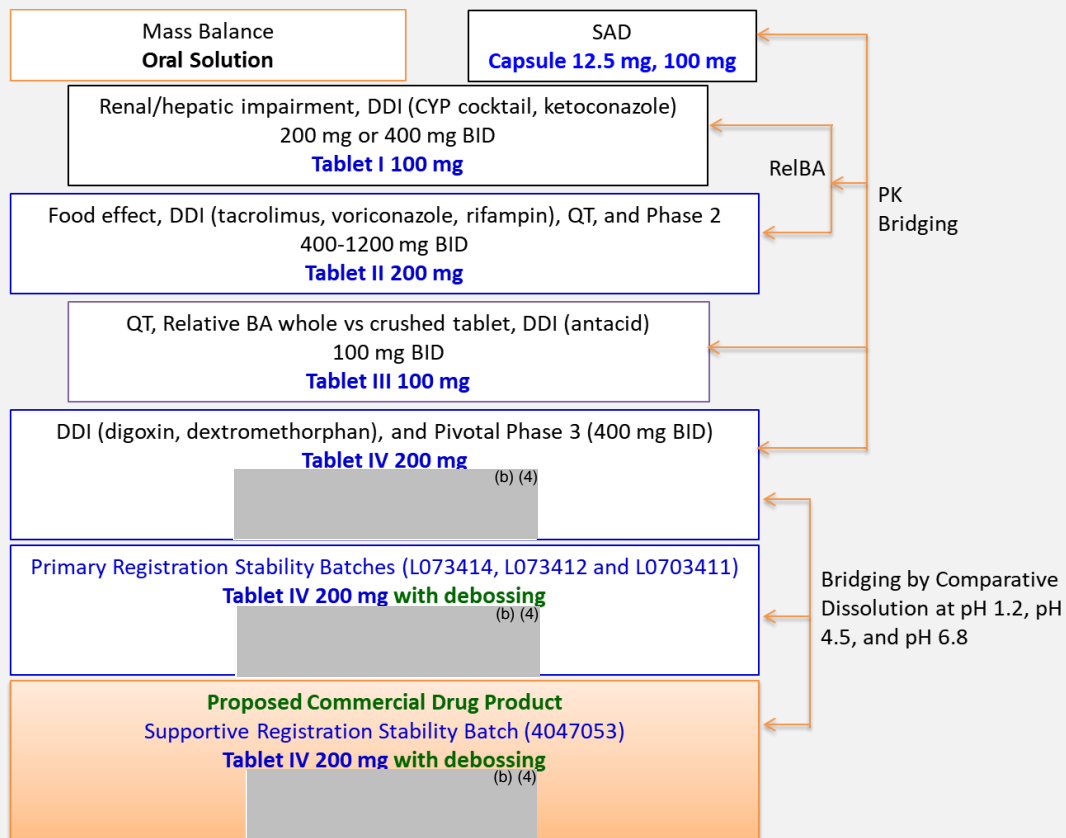 Mass Balance
Oral Solution
SAD
Capsule 12.5 mg, 100 mg
Renal/hepatic impairment, DDI (CYP cocktail, ketoconazole)
200 mg or 400 mg BID
Tablet I 100 mg
RelBA
PK
Bridging
Food effect, DDI (tacrolimus, voriconazole, rifampin), QT, and Phase 2
400-1200 mg BID
Tablet II 200 mg
QT, Relative BA whole vs crushed tablet, DDI (antacid)
100 mg BID
Tablet III 100 mg
DDI (digoxin, dextromethorphan), and Pivotal Phase 3 (400 mg BID)
Tablet IV 200 mg
(b) (4)
Primary Registration Stability Batches (L073414, L073412 and L0703411)
Tablet IV 200 mg with debossing
(b) (4)
Bridging by Comparative
Dissolution at pH 1.2, pH
4.5, and pH 6.8
Proposed Commercial Drug Product
Supportive Registration Stability Batch (4047053)
Tablet IV 200 mg with debossing
(b) (4)